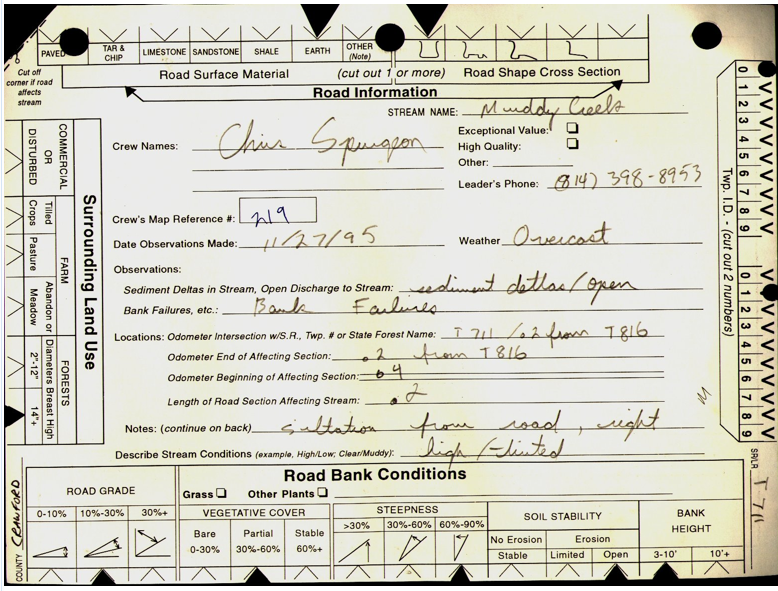 PAVED TAR & CHIP LIMESTONE SANDSTONE SHALE EARTH OTHER (Note)
Cut off corner if road affects stream
Road Surface Material (cut out 1 or more) Road Shape Cross Section
Road Information
STREAM NAME: Muddy Creek
Crew Names: Chris Spurgeon
Exceptional Value:
High Quality:
Other:
Leader's Phone: (814) 398-8953
Crew's Map Reference #: 219
Date Observations Made: 11/27/95 Weather Overcast
Observations:
Sediment Deltas in Stream, Open Discharge to Stream: sediment deltas/open
Bank Failures, etc.: Bank Failures
Locations: Odometer Intersection w/S.R., Twp. # or State Forest Name: T 711 / .2 from T816
Odometer End of Affecting Section: .2 from T816
Odometer Beginning of Affecting Section: .4
Length of Road Section Affecting Stream: .2
Notes: (continue on back) siltation from road, right
Describe Stream Conditions (example, High/Low; Clear/Muddy): high/tinted
Surrounding Land Use
COMMERCIAL OR DISTURBED
FARM
Tilled Crops
Pasture
Abandon or Meadow
FORESTS
Diameters Breast High
2"-12"
14"+
Twp. I.D. - (cut out 2 numbers)
0 1 2 3 4 5 6 7 8 9
0 1 2 3 4 5 6 7 8 9
SR/LR T 711
COUNTY CRAWFORD
Road Bank Conditions
Grass Other Plants
ROAD GRADE
0-10% 10%-30% 30%+
VEGETATIVE COVER
Bare Partial Stable
0-30% 30%-60% 60%+
STEEPNESS
>30% 30%-60% 60%-90%
SOIL STABILITY
No Erosion Erosion
Stable Limited Open
BANK HEIGHT
3-10' 10'+